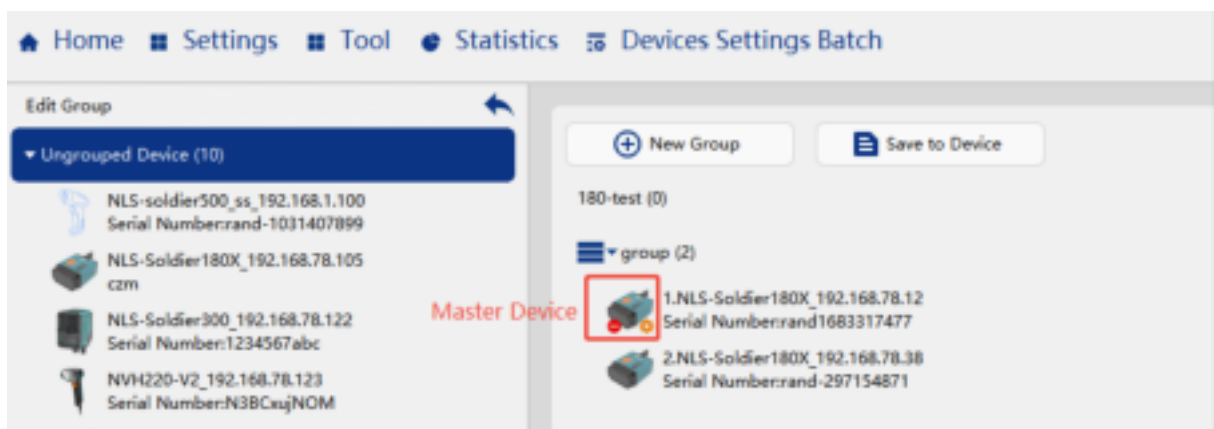 Home Settings Tool Statistics Devices Settings Batch
Edit Group
Ungrouped Device (10)
NLS-soldier500_ss_192.168.1.100
Serial Number:rand-1031407899
NLS-Soldier180X_192.168.78.105
czm
NLS-Soldier300_192.168.78.122
Serial Number:1234567abc
NVH220-V2_192.168.78.123
Serial Number:N3BCxujNOM
New Group Save to Device
180-test (0)
group (2)
Master Device
1.NLS-Soldier180X_192.168.78.12
Serial Number:rand1683317477
2.NLS-Soldier180X_192.168.78.38
Serial Number:rand-297154871